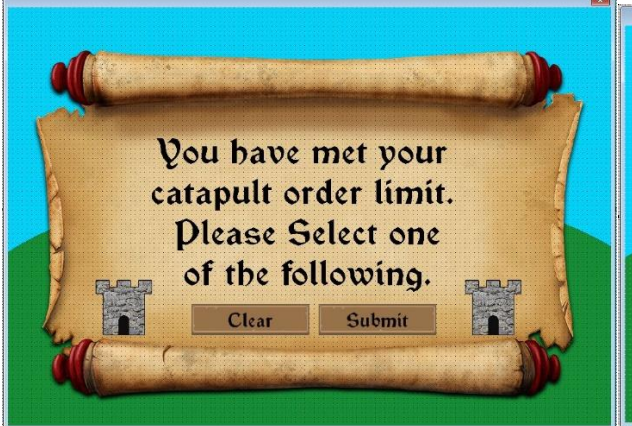 You have met your
catapult order limit.
Please Select one
of the following.
Clear Submit